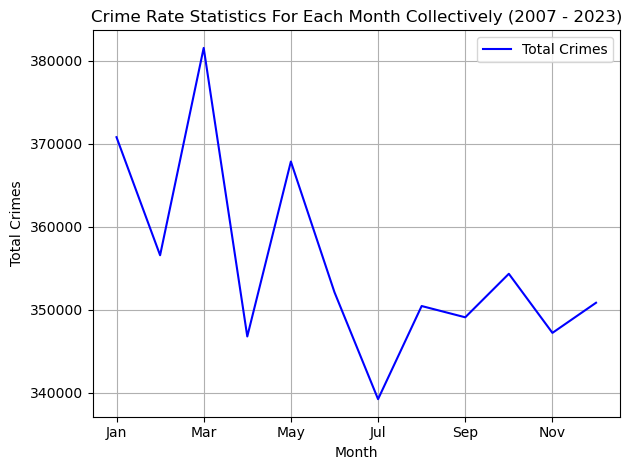 Crime Rate Statistics For Each Month Collectively (2007 - 2023)
Total Crimes
380000
370000
360000
350000
340000
Total Crimes
Jan
Mar
May
Jul
Sep
Nov
Month